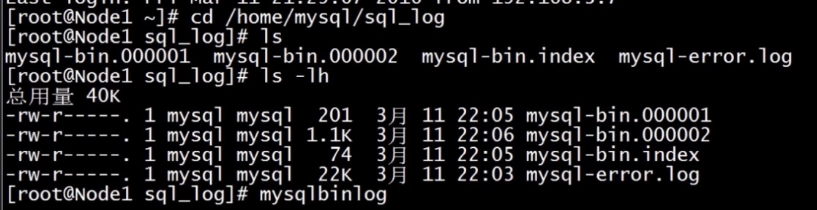 [root@Node1 ~]# cd /home/mysql/sql_log
[root@Node1 sql_log]# ls
mysql-bin.000001  mysql-bin.000002  mysql-bin.index  mysql-error.log
[root@Node1 sql_log]# ls -lh
总用量 40K
-rw-r-----. 1 mysql mysql  201  3月  11 22:05 mysql-bin.000001
-rw-r-----. 1 mysql mysql 1.1K  3月  11 22:06 mysql-bin.000002
-rw-r-----. 1 mysql mysql   74  3月  11 22:05 mysql-bin.index
-rw-r-----. 1 mysql mysql  22K  3月  11 22:03 mysql-error.log
[root@Node1 sql_log]# mysqlbinlog